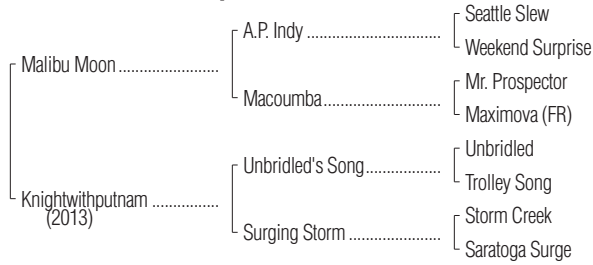 Seattle Slew
A.P. Indy ..............................
Weekend Surprise
Malibu Moon ......................
Mr. Prospector
Macoumba..........................
Maximova (FR)
Unbridled
Unbridled's Song.................
Trolley Song
Knightwithputnam ...............
(2013)
Storm Creek
Surging Storm .....................
Saratoga Surge